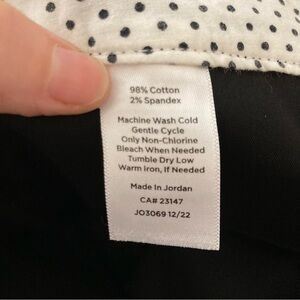 98% Cotton
2% Spandex
Machine Wash Cold
Gentle Cycle
Only Non-Chlorine
Bleach When Needed
Tumble Dry Low
Warm Iron, If Needed
Made In Jordan
CA# 23147
JO3069 12/22